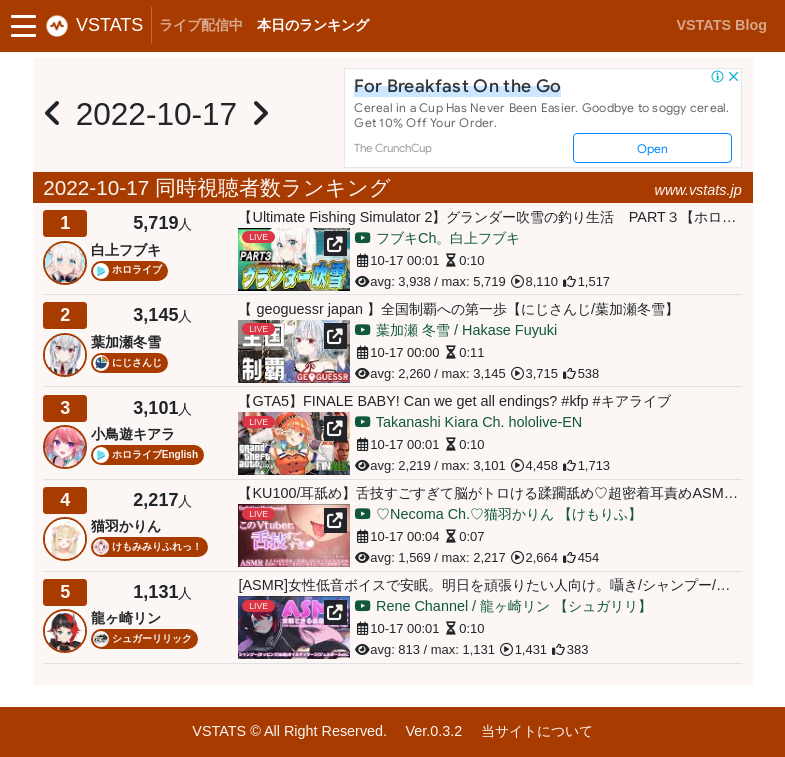 VSTATS ライブ配信中 本日のランキング VSTATS Blog
2022-10-17
For Breakfast On the Go
Cereal in a Cup Has Never Been Easier. Goodbye to soggy cereal.
Get 10% Off Your Order.
The CrunchCup Open
2022-10-17 同時視聴者数ランキング www.vstats.jp
1 5,719人
白上フブキ
ホロライブ
【Ultimate Fishing Simulator 2】グランダー吹雪の釣り生活　PART３【ホロ…
LIVE
PART3
グランダー吹雪
フブキCh。白上フブキ
10-17 00:01 0:10
avg: 3,938 / max: 5,719 8,110 1,517
2 3,145人
葉加瀬冬雪
にじさんじ
【 geoguessr japan 】全国制覇への第一歩【にじさんじ/葉加瀬冬雪】
LIVE
全国
制覇
GEOGUESSR
葉加瀬 冬雪 / Hakase Fuyuki
10-17 00:00 0:11
avg: 2,260 / max: 3,145 3,715 538
3 3,101人
小鳥遊キアラ
ホロライブEnglish
【GTA5】FINALE BABY! Can we get all endings? #kfp #キアライブ
LIVE
Takanashi Kiara Ch. hololive-EN
10-17 00:01 0:10
avg: 2,219 / max: 3,101 4,458 1,713
4 2,217人
猫羽かりん
けもみみりふれっ！
【KU100/耳舐め】舌技すごすぎて脳がトロける蹂躙舐め♡超密着耳責めASM…
LIVE
このVtuber、
舌技すごすぎ
ASMR
♡Necoma Ch.♡猫羽かりん 【けもりふ】
10-17 00:04 0:07
avg: 1,569 / max: 2,217 2,664 454
5 1,131人
龍ヶ崎リン
シュガーリリック
[ASMR]女性低音ボイスで安眠。明日を頑張りたい人向け。囁き/シャンプー/…
LIVE
ASMR
Rene Channel / 龍ヶ崎リン 【シュガリリ】
10-17 00:01 0:10
avg: 813 / max: 1,131 1,431 383
VSTATS © All Right Reserved. Ver.0.3.2 当サイトについて